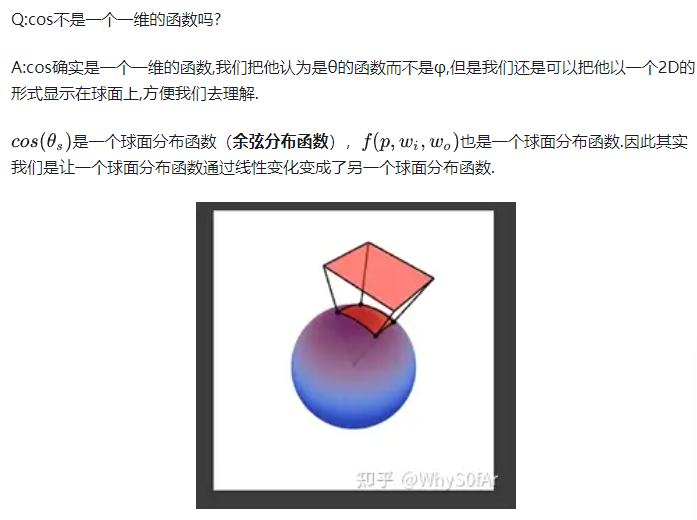 Q:cos不是一个一维的函数吗?
A:cos确实是一个一维的函数,我们把他认为是θ的函数而不是φ,但是我们还是可以把他以一个2D的
形式显示在球面上,方便我们去理解.
cos(θ_s)是一个球面分布函数（余弦分布函数）, f(p, w_i, w_o)也是一个球面分布函数.因此其实
我们是让一个球面分布函数通过线性变化变成了另一个球面分布函数.
知乎 @WhyS0fAr